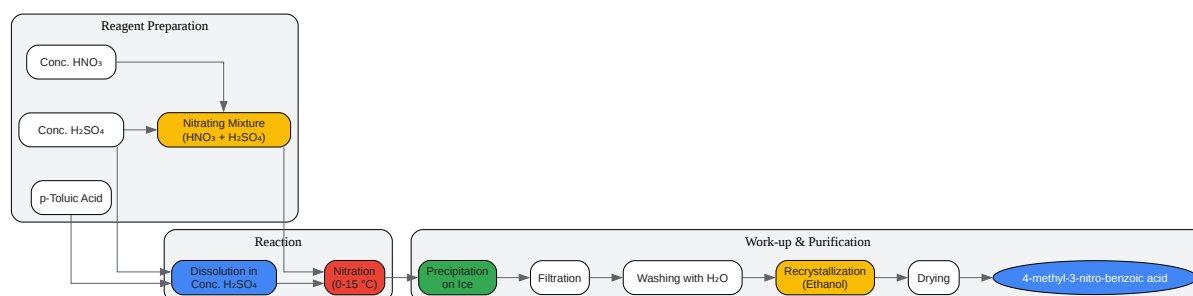 Reagent Preparation
Conc. HNO₃
Conc. H₂SO₄
Nitrating Mixture
(HNO₃ + H₂SO₄)
p-Toluic Acid
Reaction
Dissolution in
Conc. H₂SO₄
Nitration
(0-15 °C)
Work-up & Purification
Precipitation
on Ice
Filtration
Washing with H₂O
Recrystallization
(Ethanol)
Drying
4-methyl-3-nitro-benzoic acid